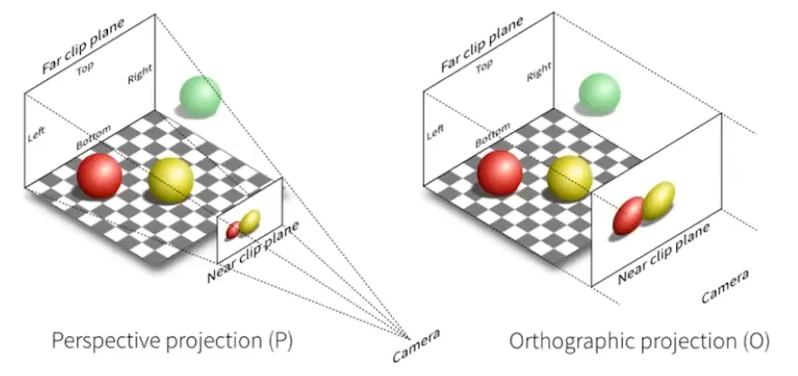 Far clip plane
Top
Right
Left
Bottom
Near clip plane
Camera
Perspective projection (P)
Far clip plane
Top
Right
Left
Bottom
Near clip plane
Camera
Orthographic projection (O)